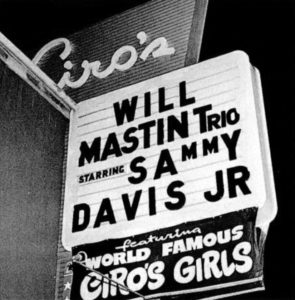 Ciro's
WILL
MASTIN TRIO
STARRING SAMMY
DAVIS JR
featuring
WORLD FAMOUS
CIRO'S GIRLS